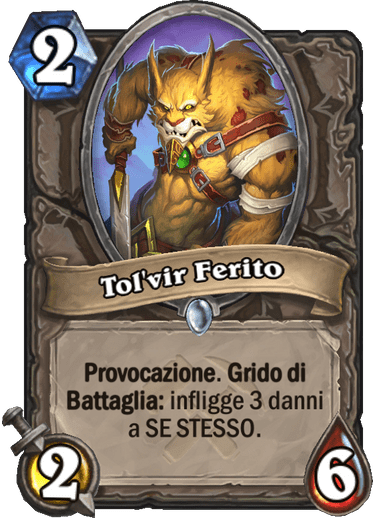 2
Tol'vir Ferito
Provocazione. Grido di
Battaglia: infligge 3 danni
a SE STESSO.
2
6